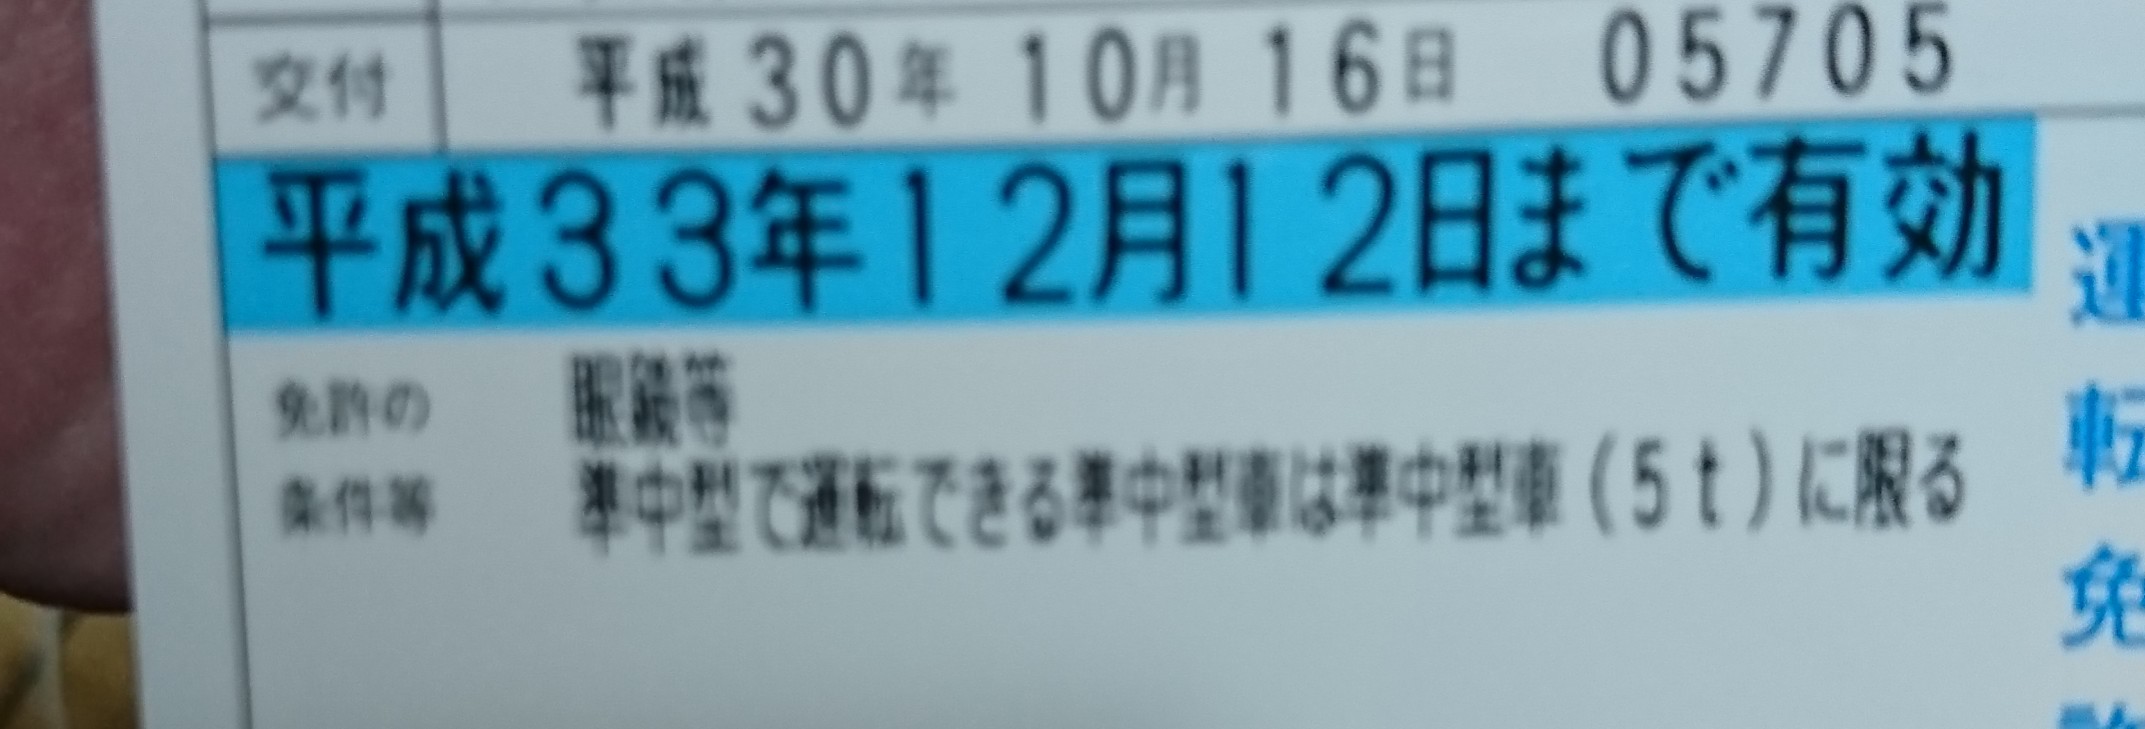 交付 平成30年10月16日 05705
平成33年12月12日まで有効
免許の
条件等
眼鏡等
準中型で運転できる準中型車は準中型車(5t)に限る
運転免